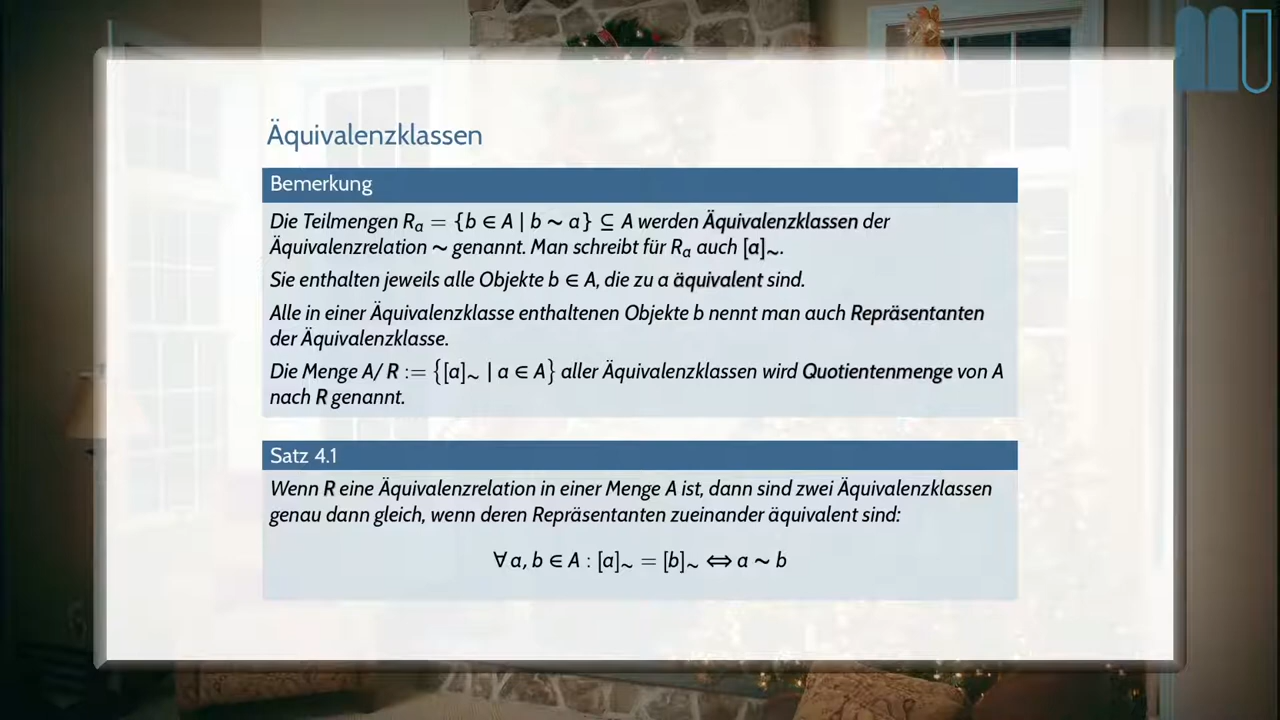 Äquivalenzklassen
Bemerkung
Die Teilmengen Rₐ = {b ∈ A | b ∼ a} ⊆ A werden Äquivalenzklassen der
Äquivalenzrelation ∼ genannt. Man schreibt für Rₐ auch [a]∼.
Sie enthalten jeweils alle Objekte b ∈ A, die zu a äquivalent sind.
Alle in einer Äquivalenzklasse enthaltenen Objekte b nennt man auch Repräsentanten
der Äquivalenzklasse.
Die Menge A/ R := {[a]∼ | a ∈ A} aller Äquivalenzklassen wird Quotientenmenge von A
nach R genannt.
Satz 4.1
Wenn R eine Äquivalenzrelation in einer Menge A ist, dann sind zwei Äquivalenzklassen
genau dann gleich, wenn deren Repräsentanten zueinander äquivalent sind:
∀ a, b ∈ A : [a]∼ = [b]∼ ⟺ a ∼ b